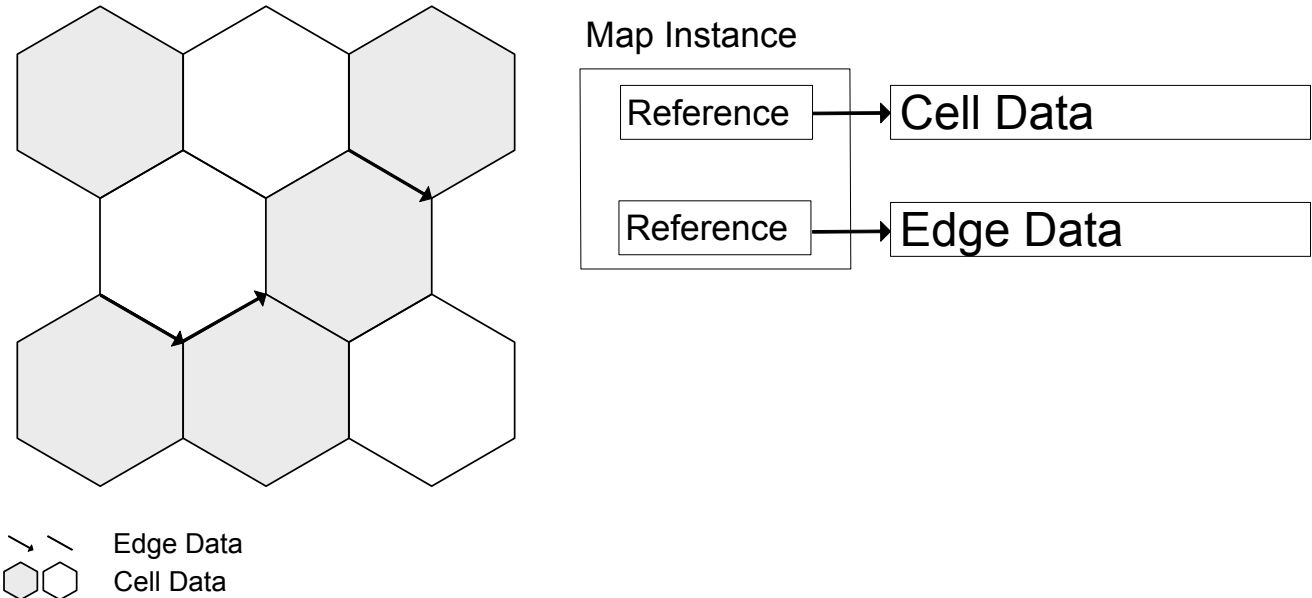 Map Instance
Reference
Cell Data
Reference
Edge Data
Edge Data
Cell Data